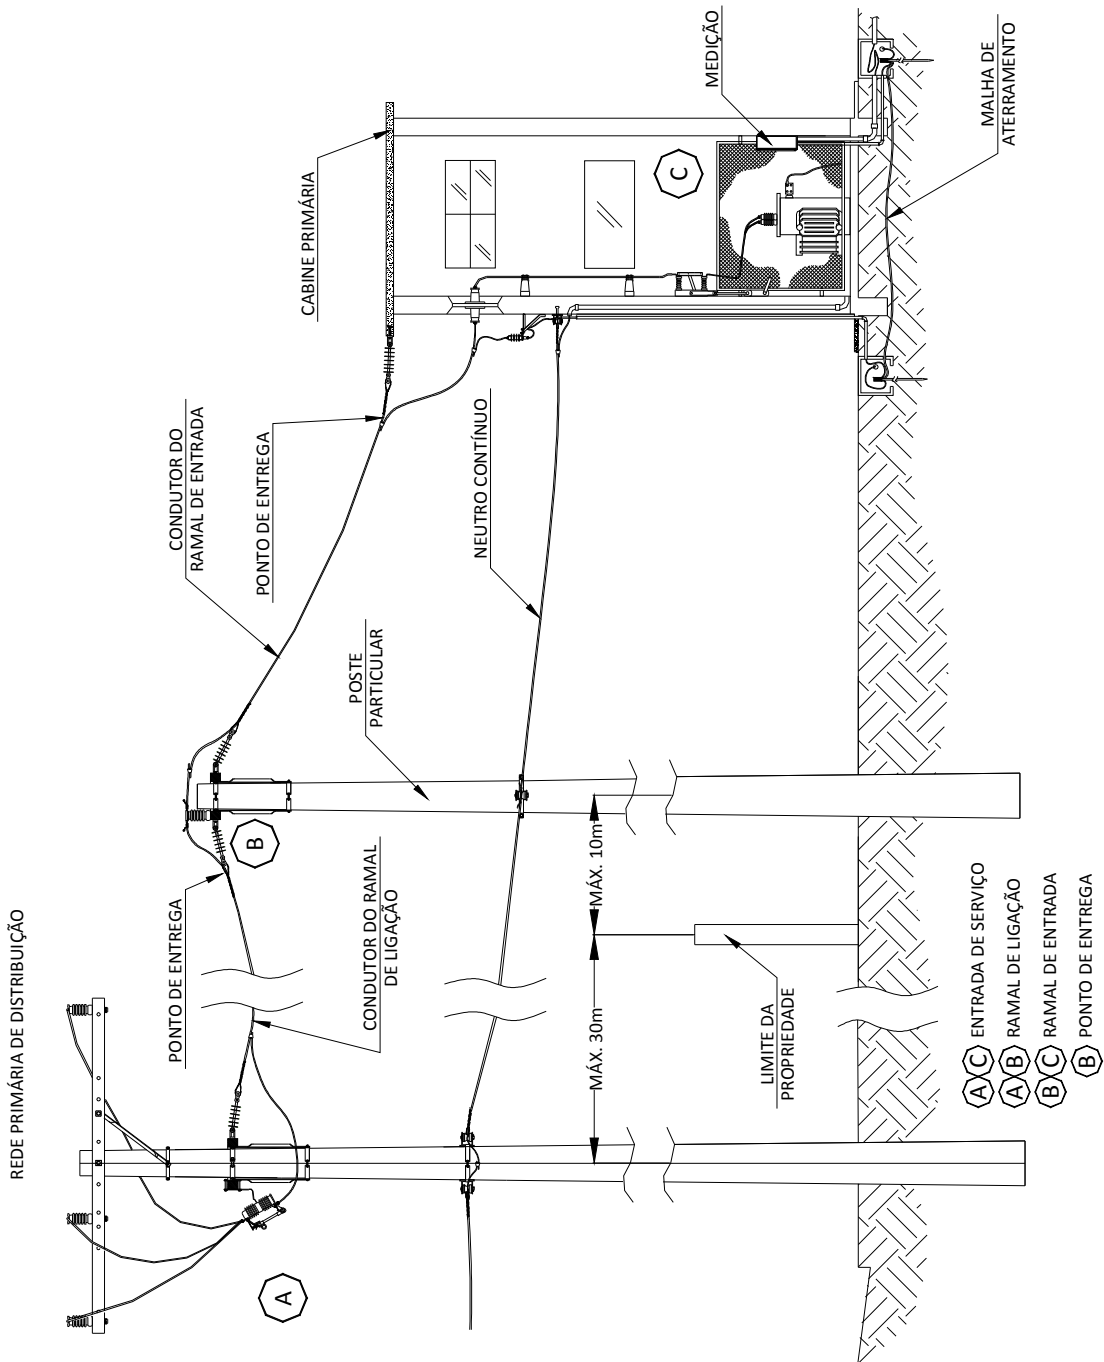 REDE PRIMÁRIA DE DISTRIBUIÇÃO
A
PONTO DE ENTREGA
B
CONDUTOR DO RAMAL
DE LIGAÇÃO
CONDUTOR DO
RAMAL DE ENTRADA
PONTO DE ENTREGA
CABINE PRIMÁRIA
POSTE
PARTICULAR
NEUTRO CONTÍNUO
C
MEDIÇÃO
MÁX. 30m
MÁX. 10m
LIMITE DA
PROPRIEDADE
MALHA DE
ATERRAMENTO
A C ENTRADA DE SERVIÇO
A B RAMAL DE LIGAÇÃO
B C RAMAL DE ENTRADA
B PONTO DE ENTREGA